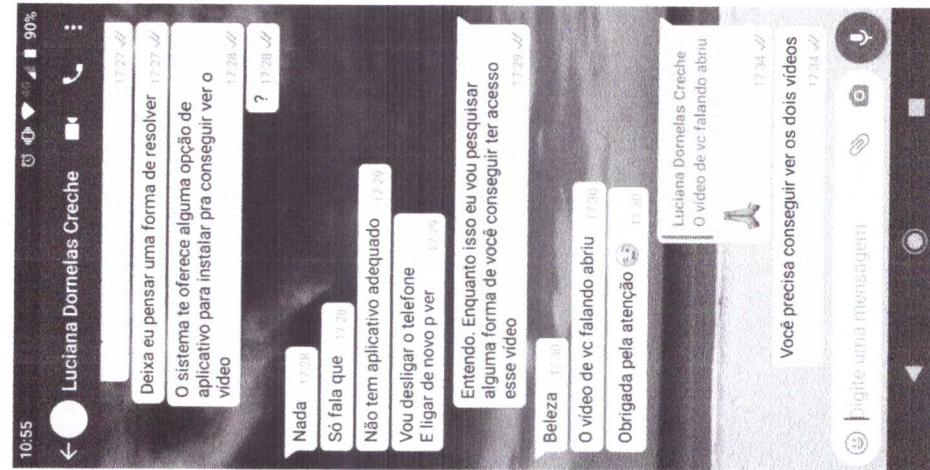 10:55
4G 90%
Luciana Dornelas Creche
17:27
Deixa eu pensar uma forma de resolver
17:27
O sistema te oferece alguma opção de
aplicativo para instalar pra conseguir ver o
vídeo
17:28
?
17:28
Nada
17:28
Só fala que
17:28
Não tem aplicativo adequado
17:29
Vou desligar o telefone
E ligar de novo p ver
17:29
Entendo. Enquanto isso eu vou pesquisar
alguma forma de você conseguir ter acesso
esse vídeo
17:29
Beleza
17:30
O vídeo de vc falando abriu
17:30
Obrigada pela atenção
17:30
Luciana Dornelas Creche
O vídeo de vc falando abriu
17:34
Você precisa conseguir ver os dois vídeos
17:34
Digite uma mensagem